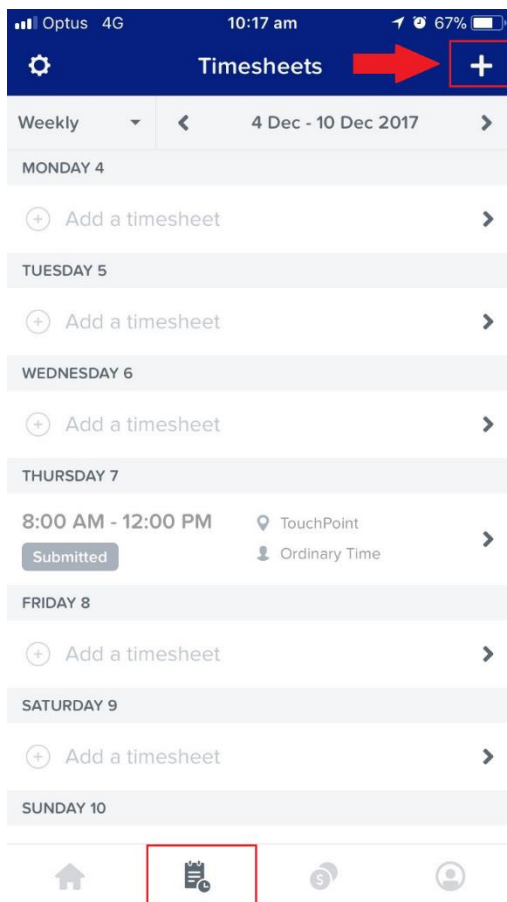 Optus 4G 10:17 am 67%
Timesheets
Weekly 4 Dec - 10 Dec 2017
MONDAY 4
Add a timesheet
TUESDAY 5
Add a timesheet
WEDNESDAY 6
Add a timesheet
THURSDAY 7
8:00 AM - 12:00 PM TouchPoint
Submitted Ordinary Time
FRIDAY 8
Add a timesheet
SATURDAY 9
Add a timesheet
SUNDAY 10